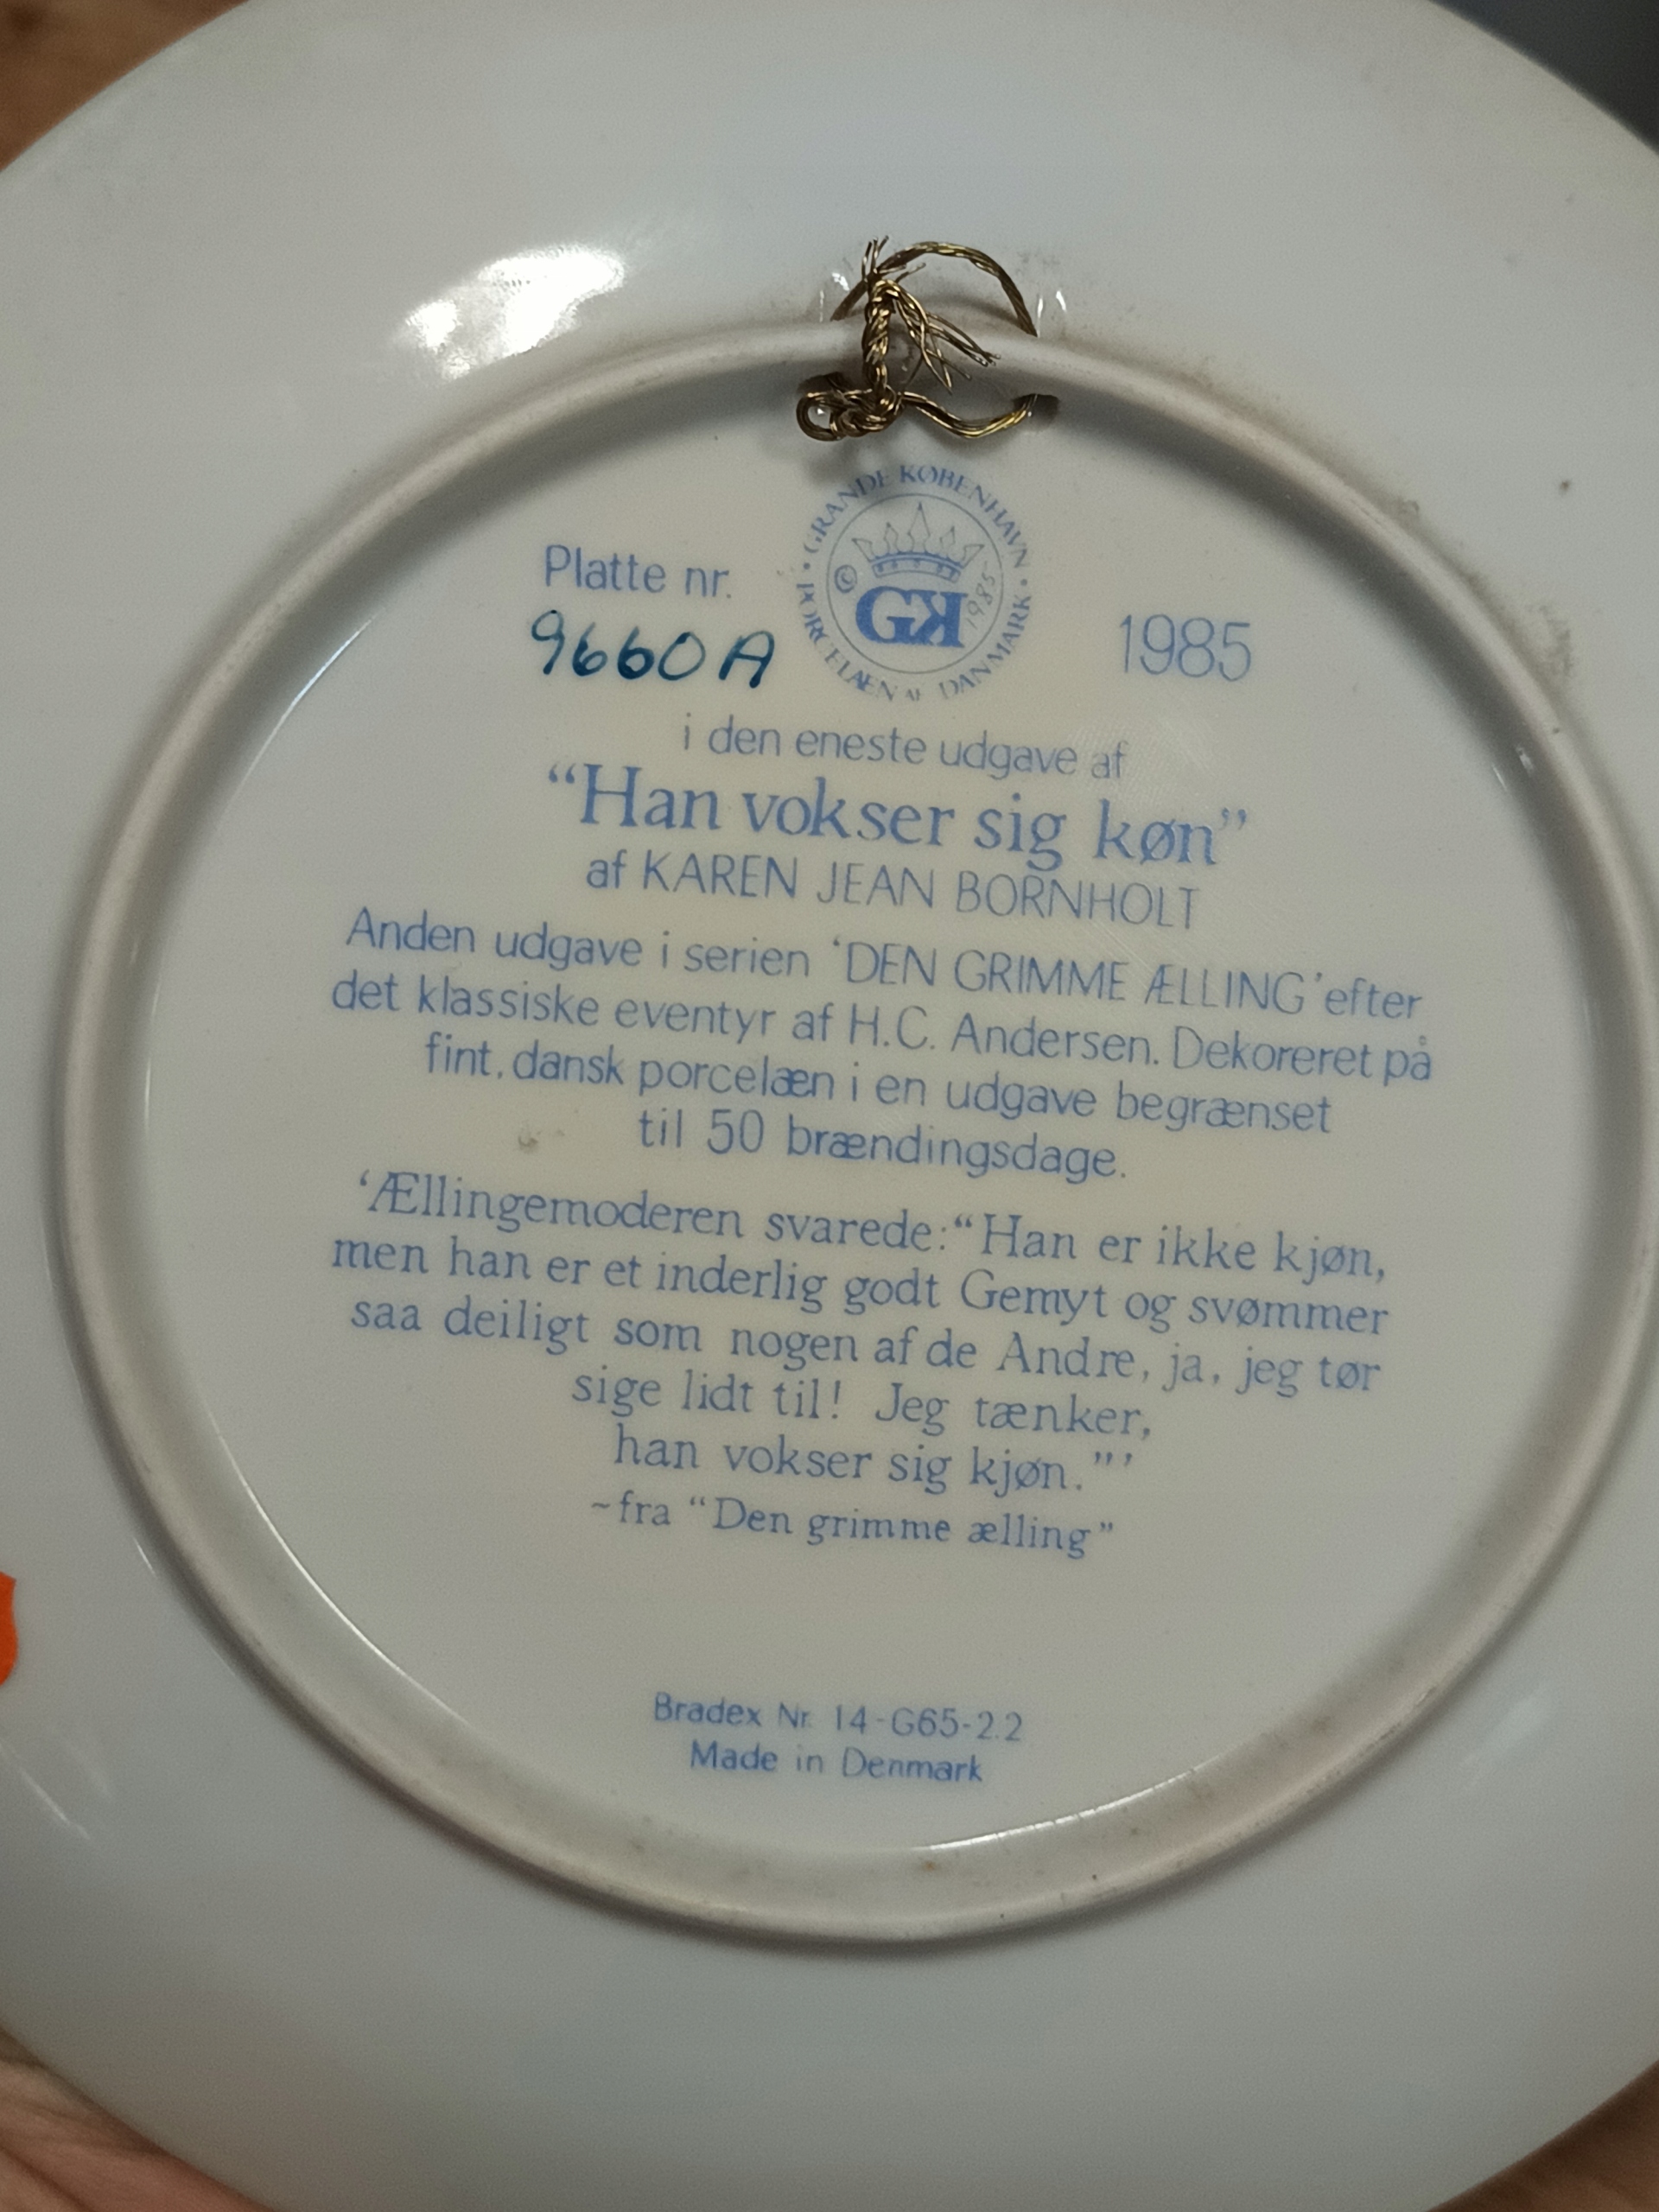 GRANDE KØBENHAVN • PORCELÆN AF DANMARK •
© GK 1985
Platte nr.
9660A
1985
i den eneste udgave af
“Han vokser sig køn”
af KAREN JEAN BORNHOLT
Anden udgave i serien ‘DEN GRIMME ÆLLING’ efter
det klassiske eventyr af H.C. Andersen. Dekoreret på
fint, dansk porcelæn i en udgave begrænset
til 50 brændingsdage.
‘Ællingemoderen svarede: “Han er ikke kjøn,
men han er et inderlig godt Gemyt og svømmer
saa deiligt som nogen af de Andre, ja, jeg tør
sige lidt til! Jeg tænker,
han vokser sig kjøn.”’
~fra “Den grimme ælling”
Bradex Nr. 14-G65-2.2
Made in Denmark